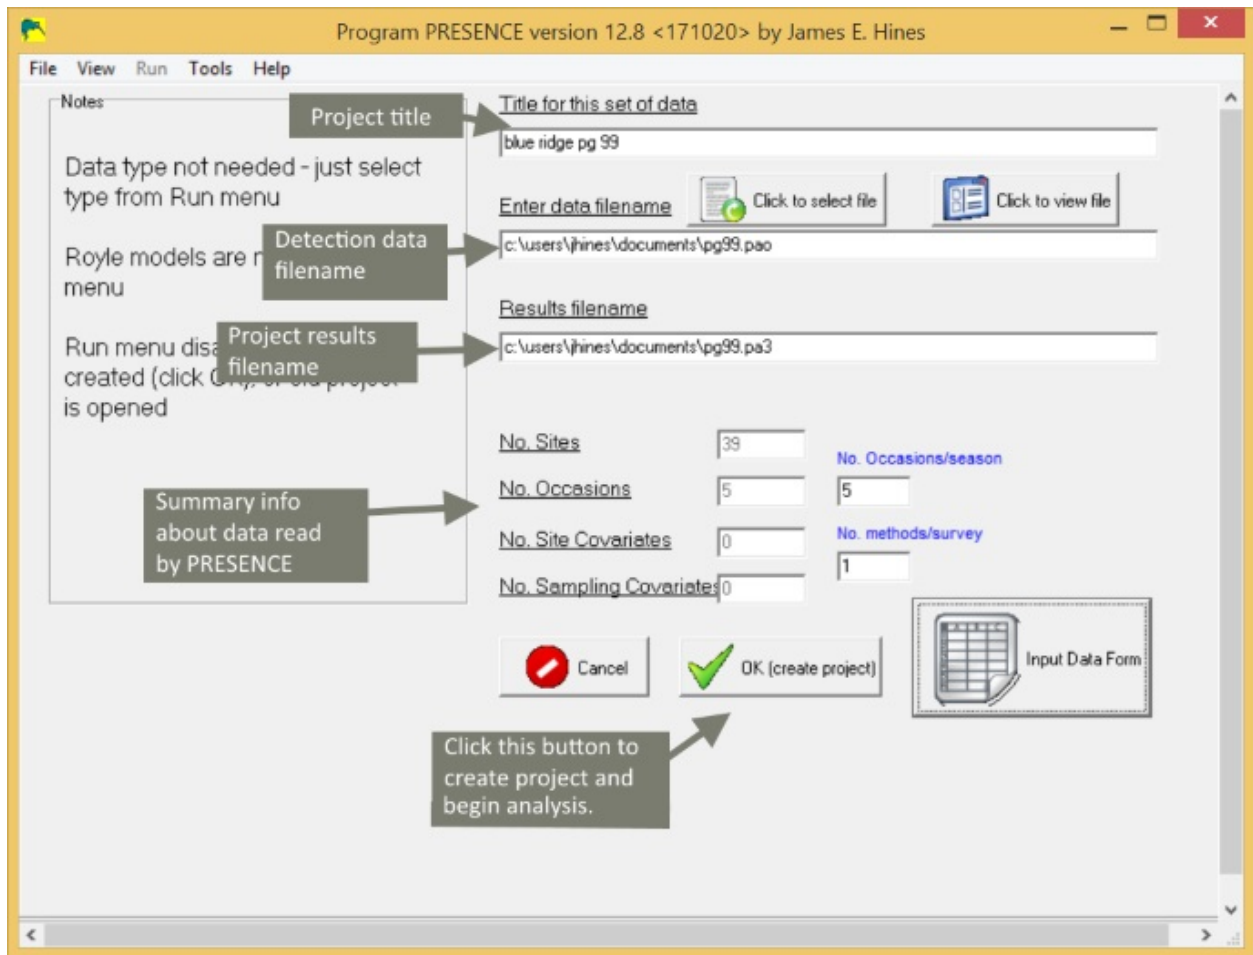 Program PRESENCE version 12.8 <171020> by James E. Hines
File View Run Tools Help
Notes
Data type not needed - just select
type from Run menu
Royle models are
menu
Run menu
created (click
is opened
Project title
Title for this set of data
blue ridge pg 99
Enter data filename
Click to select file
Click to view file
Detection data
filename
c:\users\jhines\documents\pg99.pao
Results filename
Project results
filename
c:\users\jhines\documents\pg99.pa3
No. Sites
39
No. Occasions/season
No. Occasions
5
5
Summary info
about data read
by PRESENCE
No. Site Covariates
0
No. methods/survey
1
No. Sampling Covariates
0
Cancel
OK (create project)
Input Data Form
Click this button to
create project and
begin analysis.